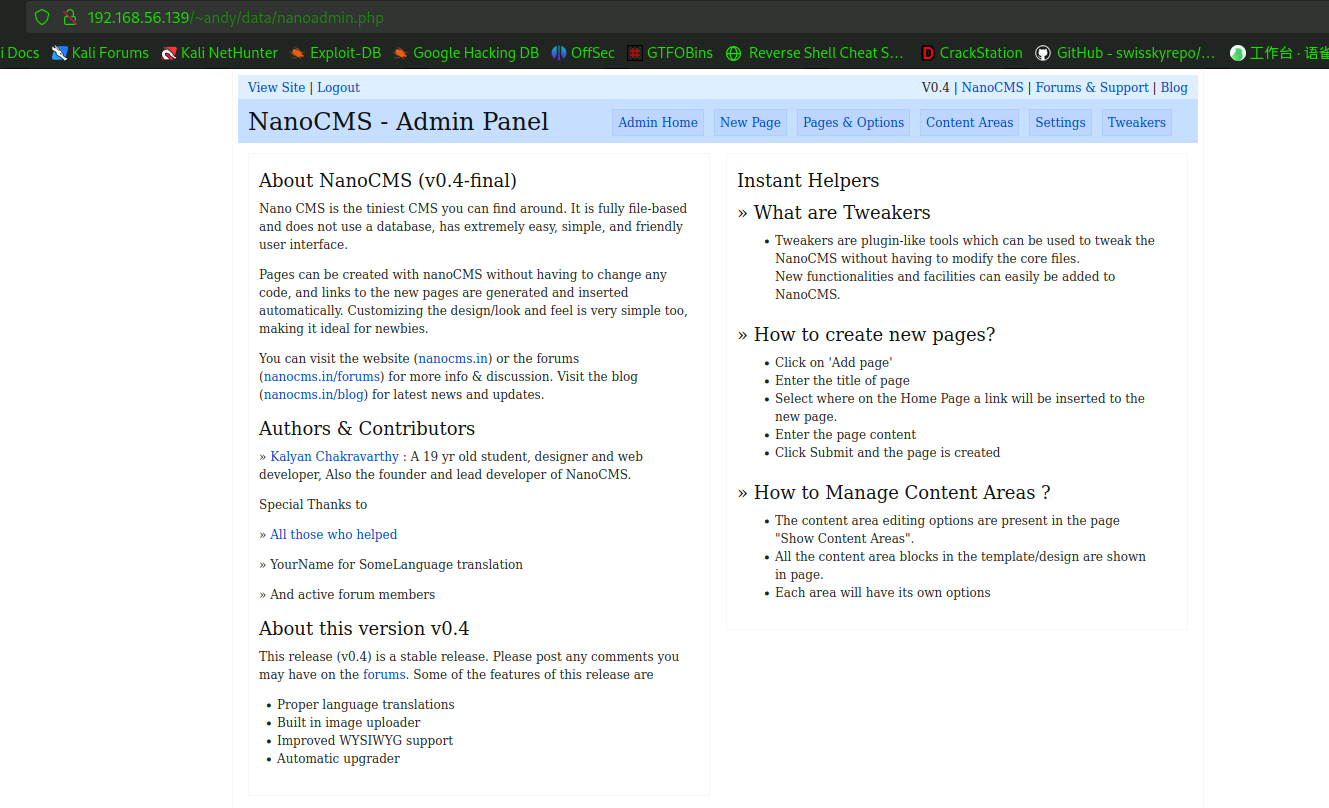 192.168.56.139/~andy/data/nanoadmin.php
i Docs Kali Forums Kali NetHunter Exploit-DB Google Hacking DB OffSec GTFOBins Reverse Shell Cheat S… CrackStation GitHub - swisskyrepo/… 工作台 · 语雀
View Site | Logout
V0.4 | NanoCMS | Forums & Support | Blog
NanoCMS - Admin Panel
Admin Home New Page Pages & Options Content Areas Settings Tweakers
About NanoCMS (v0.4-final)
Nano CMS is the tiniest CMS you can find around. It is fully file-based
and does not use a database, has extremely easy, simple, and friendly
user interface.
Pages can be created with nanoCMS without having to change any
code, and links to the new pages are generated and inserted
automatically. Customizing the design/look and feel is very simple too,
making it ideal for newbies.
You can visit the website (nanocms.in) or the forums
(nanocms.in/forums) for more info & discussion. Visit the blog
(nanocms.in/blog) for latest news and updates.
Authors & Contributors
» Kalyan Chakravarthy : A 19 yr old student, designer and web
developer, Also the founder and lead developer of NanoCMS.
Special Thanks to
» All those who helped
» YourName for SomeLanguage translation
» And active forum members
About this version v0.4
This release (v0.4) is a stable release. Please post any comments you
may have on the forums. Some of the features of this release are
• Proper language translations
• Built in image uploader
• Improved WYSIWYG support
• Automatic upgrader
Instant Helpers
» What are Tweakers
• Tweakers are plugin-like tools which can be used to tweak the
NanoCMS without having to modify the core files.
New functionalities and facilities can easily be added to
NanoCMS.
» How to create new pages?
• Click on 'Add page'
• Enter the title of page
• Select where on the Home Page a link will be inserted to the
new page.
• Enter the page content
• Click Submit and the page is created
» How to Manage Content Areas ?
• The content area editing options are present in the page
"Show Content Areas".
• All the content area blocks in the template/design are shown
in page.
• Each area will have its own options